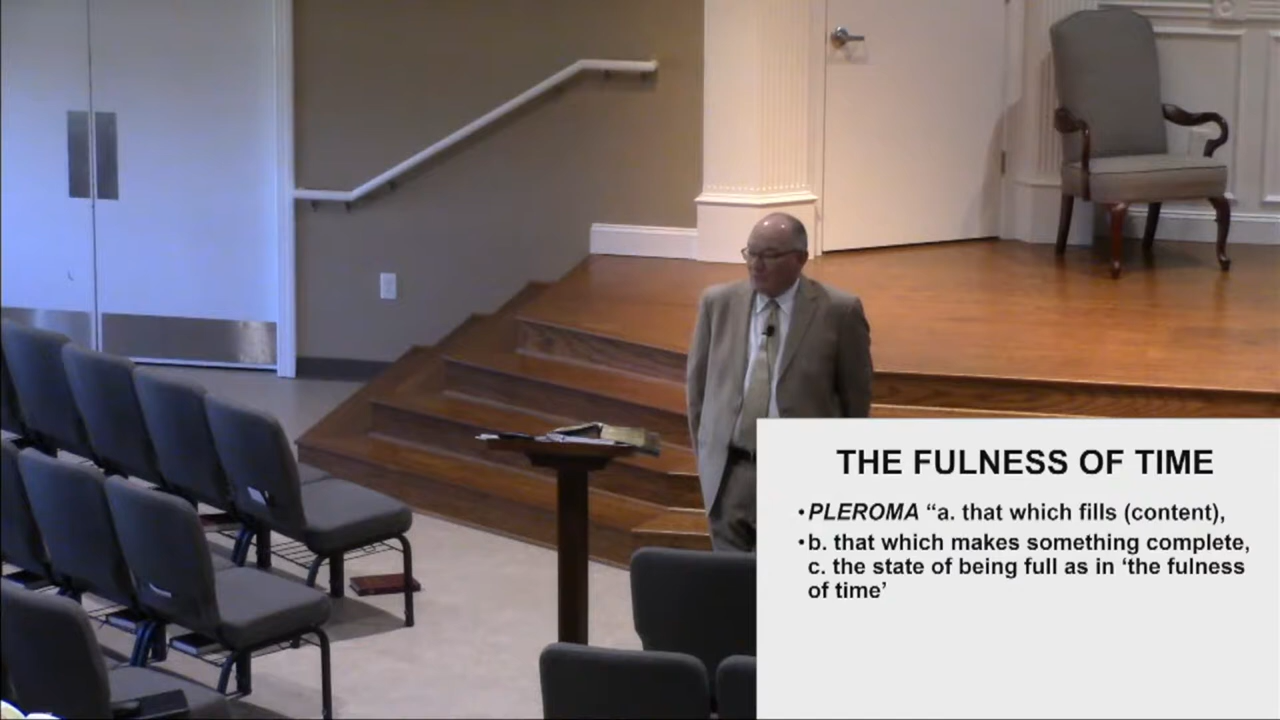 THE FULNESS OF TIME
•PLEROMA “a. that which fills (content),
•b. that which makes something complete,
c. the state of being full as in ‘the fulness
of time’